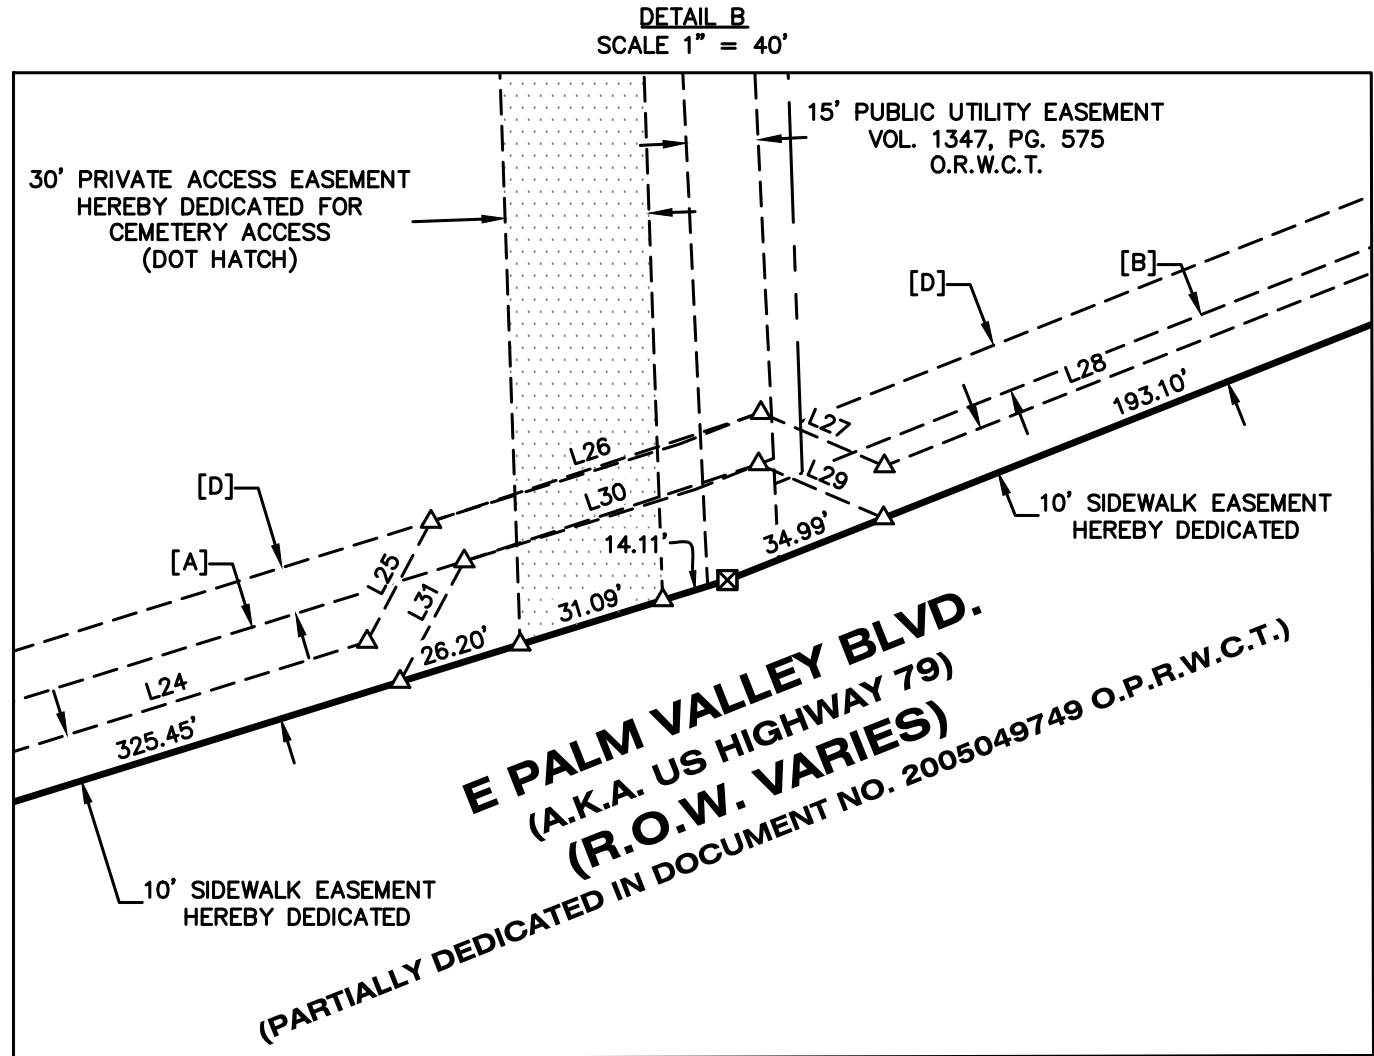 DETAIL B
SCALE 1" = 40'
15' PUBLIC UTILITY EASEMENT
VOL. 1347, PG. 575
O.R.W.C.T.
30' PRIVATE ACCESS EASEMENT
HEREBY DEDICATED FOR
CEMETERY ACCESS
(DOT HATCH)
[B]
[D]
L28
193.10'
L27
L26
L29
[D]
L30
10' SIDEWALK EASEMENT
HEREBY DEDICATED
34.99'
14.11'
[A]
L25
L31
31.09'
26.20'
L24
325.45'
E PALM VALLEY BLVD.
(A.K.A. US HIGHWAY 79)
(R.O.W. VARIES)
(PARTIALLY DEDICATED IN DOCUMENT NO. 2005049749 O.P.R.W.C.T.)
10' SIDEWALK EASEMENT
HEREBY DEDICATED